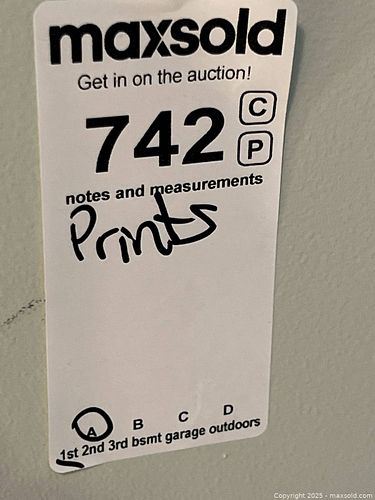 maxsold
Get in on the auction!
742 C
P
notes and measurements
Prints
A B C D
1st 2nd 3rd bsmt garage outdoors
Copyright 2025 - maxsold.com